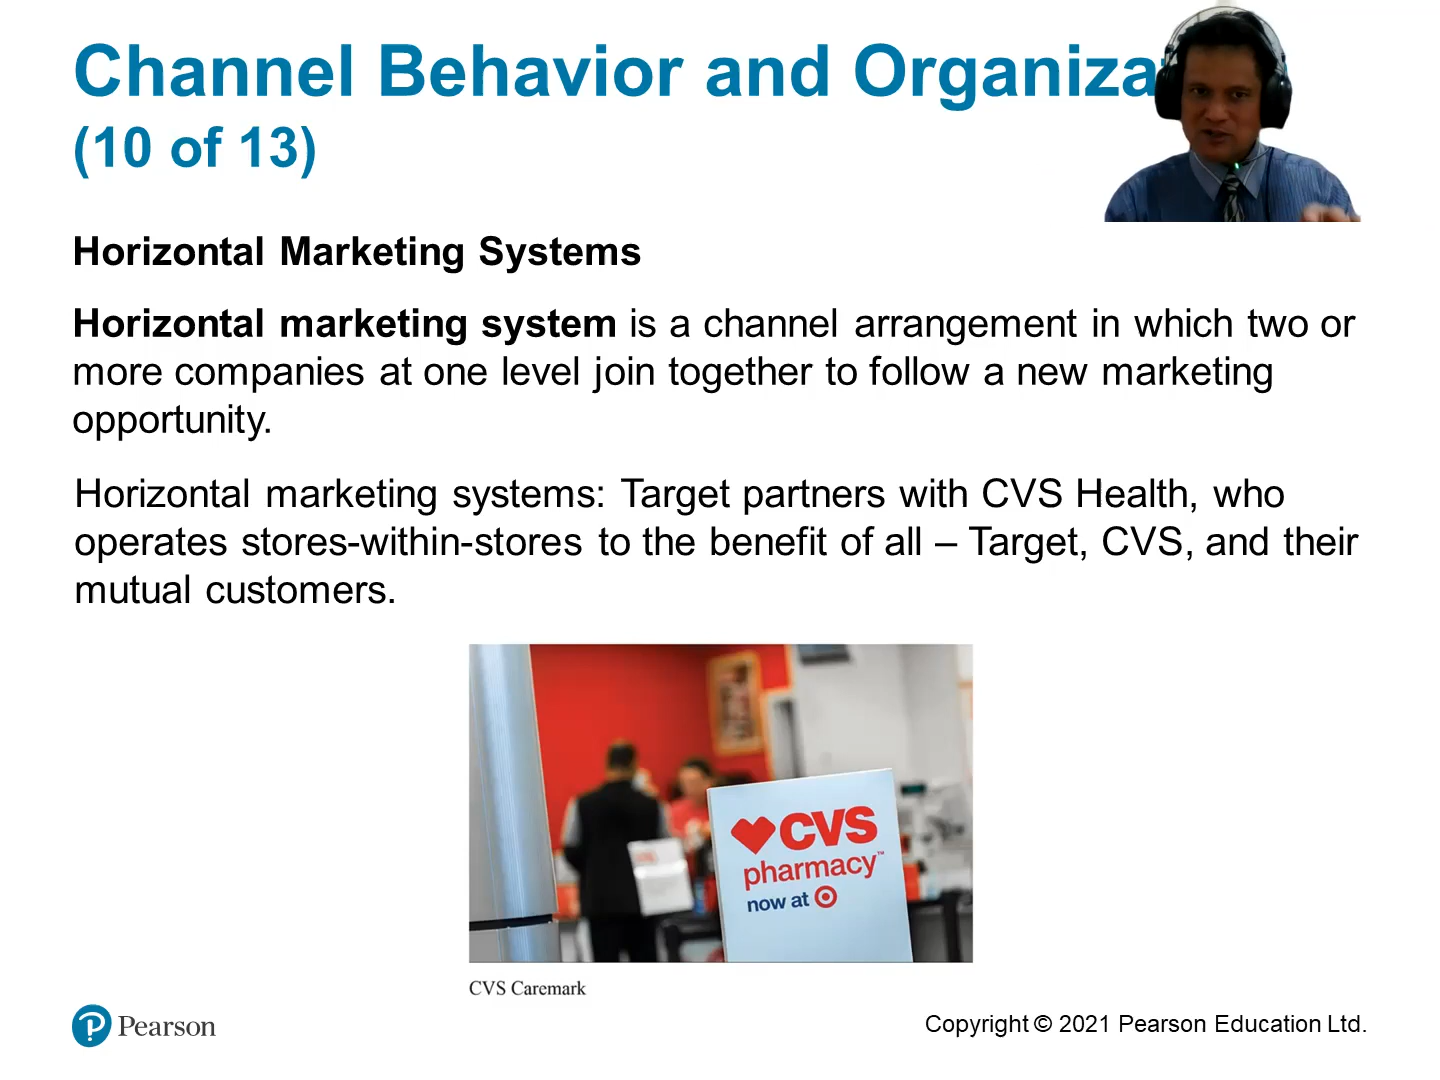 Channel Behavior and Organiza
(10 of 13)
Horizontal Marketing Systems
Horizontal marketing system is a channel arrangement in which two or
more companies at one level join together to follow a new marketing
opportunity.
Horizontal marketing systems: Target partners with CVS Health, who
operates stores-within-stores to the benefit of all – Target, CVS, and their
mutual customers.
CVS
pharmacy™
now at
CVS Caremark
Pearson
Copyright © 2021 Pearson Education Ltd.